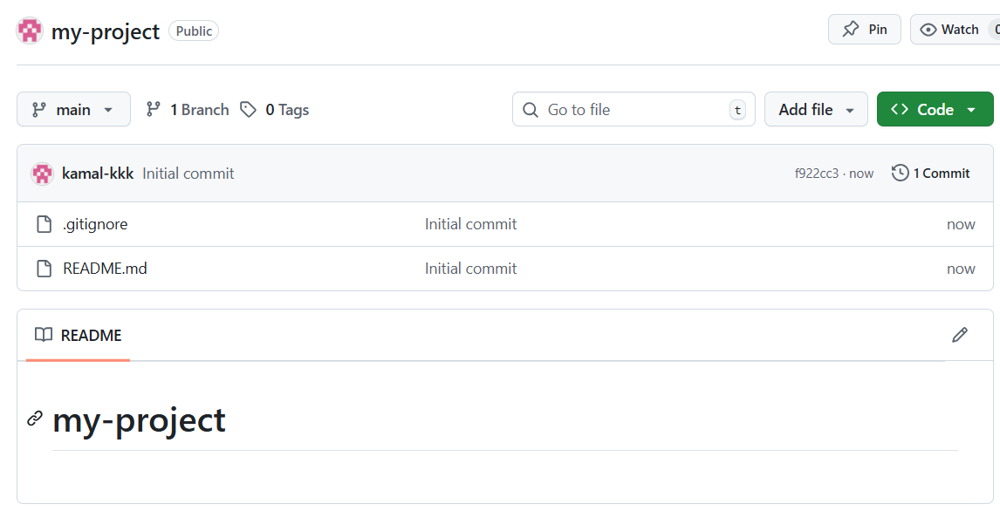 my-project Public Pin Watch 0
main 1 Branch 0 Tags Go to file t Add file Code
kamal-kkk Initial commit f922cc3 · now 1 Commit
.gitignore Initial commit now
README.md Initial commit now
README
my-project